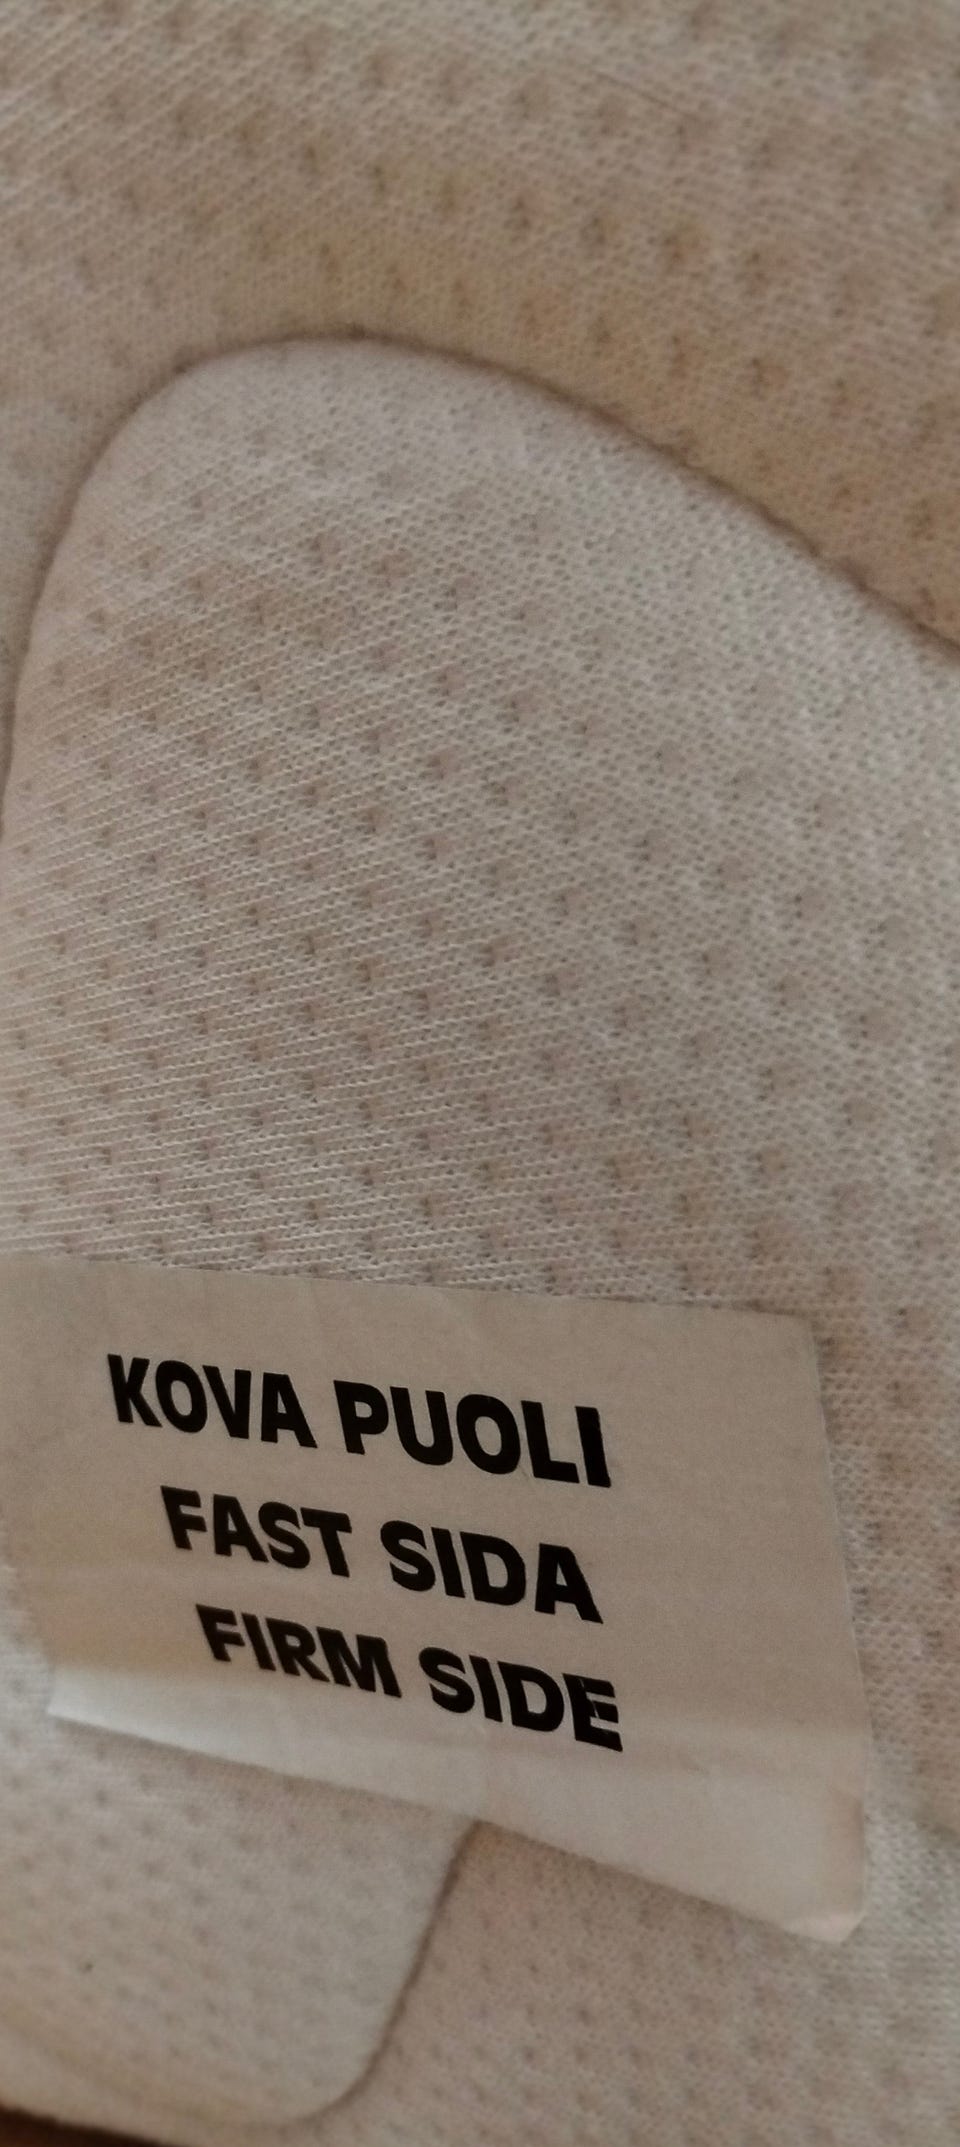 KOVA PUOLI
FAST SIDA
FIRM SIDE